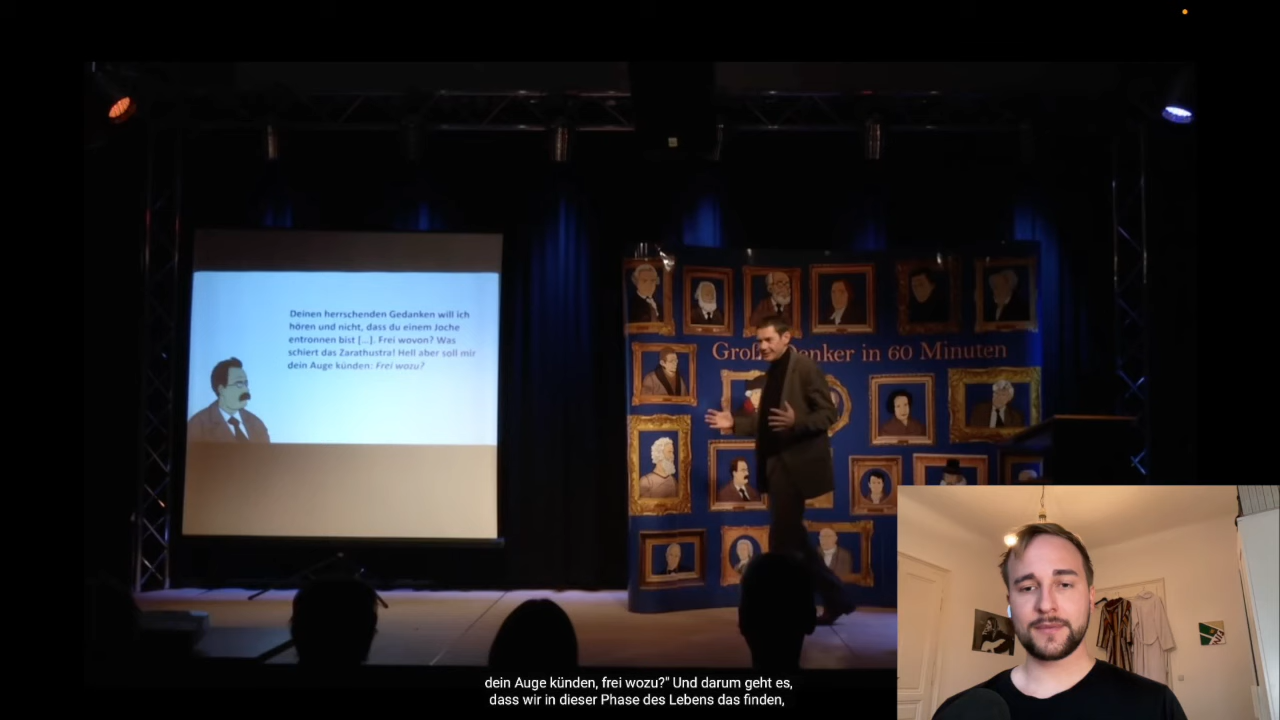 Deinen herrschenden Gedanken will ich
hören und nicht, dass du einem Joche
entronnen bist [...]. Frei wovon? Was
schiert das Zarathustra! Hell aber soll mir
dein Auge künden: Frei wozu?
Groß enker in 60 Minuten
dein Auge künden, frei wozu?" Und darum geht es,
dass wir in dieser Phase des Lebens das finden,